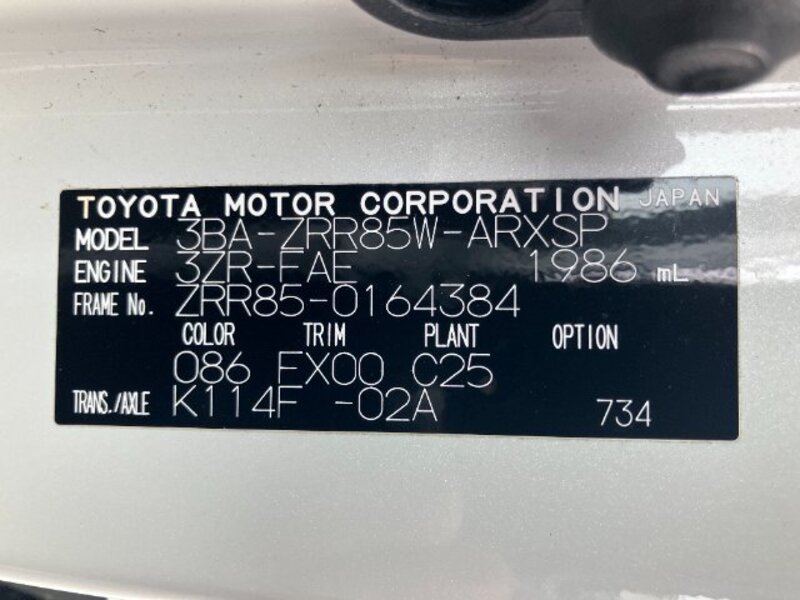 TOYOTA MOTOR CORPORATION JAPAN
MODEL 3BA-ZRR85W-ARXSP
ENGINE 3ZR-FAE 1986 mL
FRAME No. ZRR85-0164384
COLOR TRIM PLANT OPTION
086 FX00 C25
TRANS./AXLE K114F -02A 734